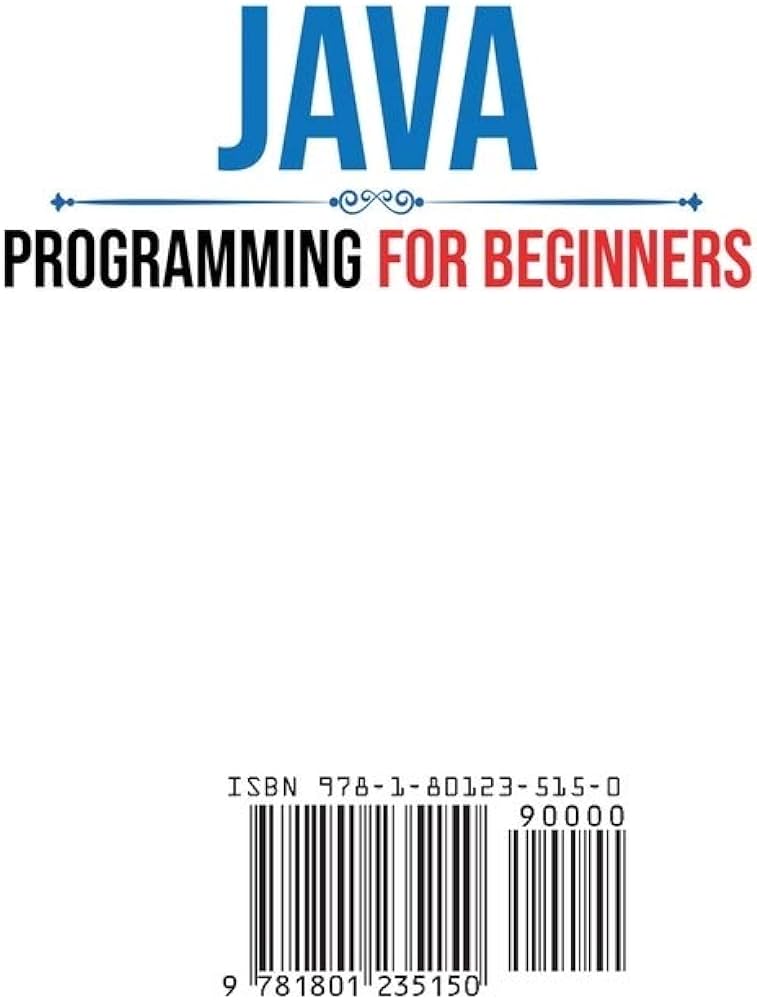 JAVA
PROGRAMMING FOR BEGINNERS
ISBN 978-1-80123-515-0
90000
9 781801 235150